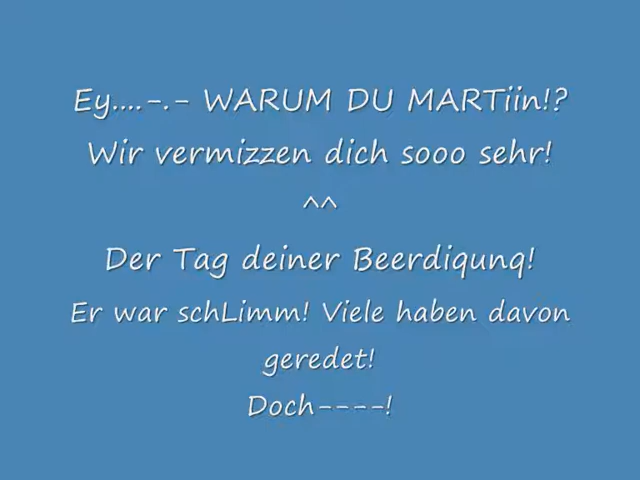 Ey....-.- WARUM DU MARTiin!?
Wir vermizzen dich sooo sehr!
^^
Der Tag deiner Beerdigung!
Er war schLimm! Viele haben davon
geredet!
Doch----!